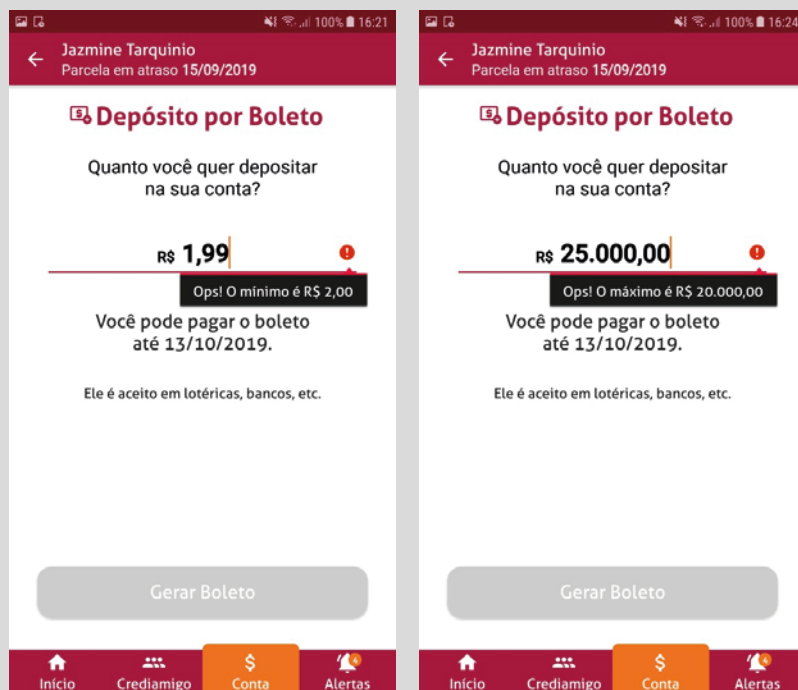 100% 16:21
Jazmine Tarquinio
Parcela em atraso 15/09/2019
Depósito por Boleto
Quanto você quer depositar
na sua conta?
R$ 1,99
Ops! O mínimo é R$ 2,00
Você pode pagar o boleto
até 13/10/2019.
Ele é aceito em lotéricas, bancos, etc.
Gerar Boleto
Início Crediamigo Conta Alertas
100% 16:24
Jazmine Tarquinio
Parcela em atraso 15/09/2019
Depósito por Boleto
Quanto você quer depositar
na sua conta?
R$ 25.000,00
Ops! O máximo é R$ 20.000,00
Você pode pagar o boleto
até 13/10/2019.
Ele é aceito em lotéricas, bancos, etc.
Gerar Boleto
Início Crediamigo Conta Alertas